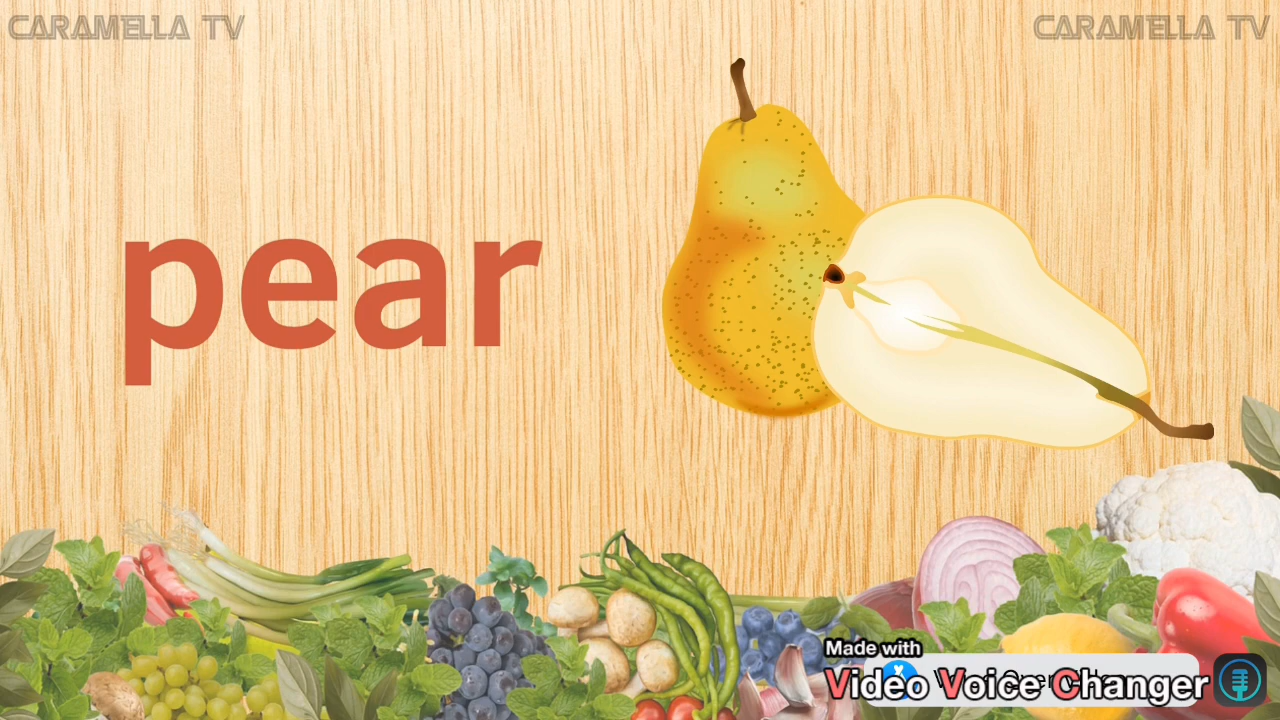 CARAMELLA TV
CARAMELLA TV
pear
Made with
Video Voice Changer